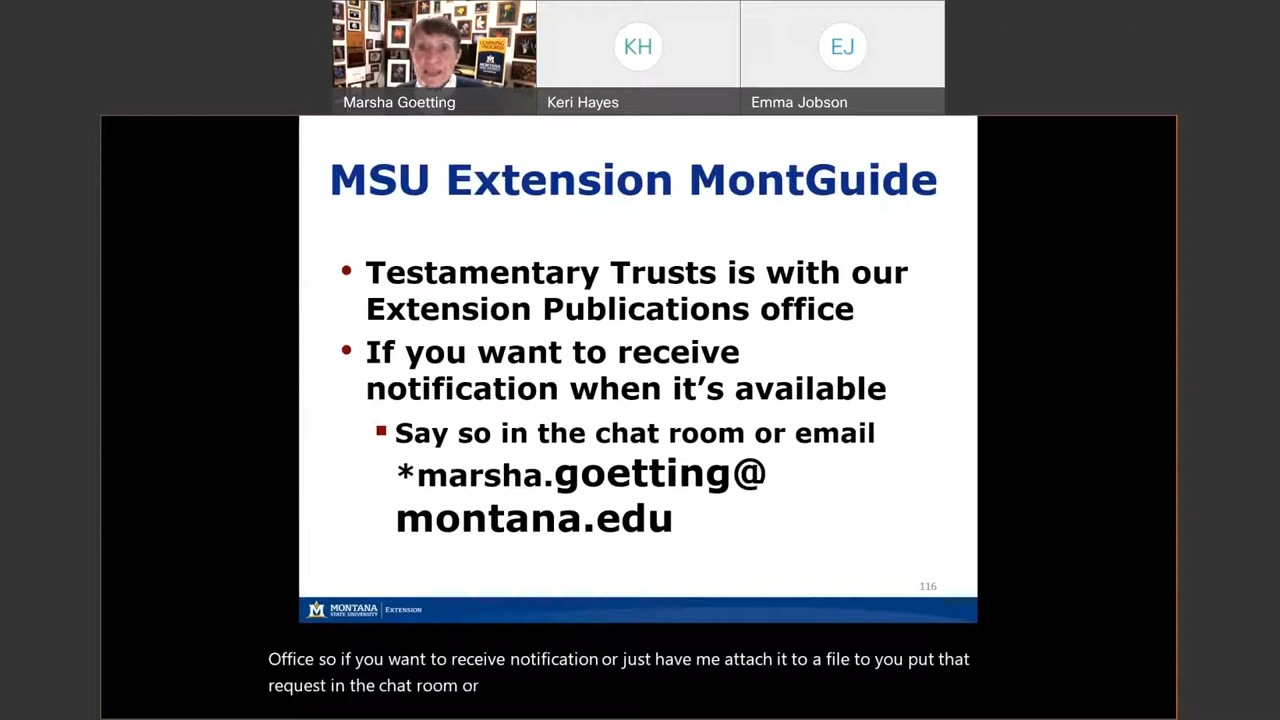 KH
EJ
LEARNING
MONTANA
Marsha Goetting
Keri Hayes
Emma Jobson
MSU Extension MontGuide
• Testamentary Trusts is with our
Extension Publications office
• If you want to receive
notification when it’s available
▪ Say so in the chat room or email
*marsha.goetting@
montana.edu
116
M MONTANA
STATE UNIVERSITY
EXTENSION
Office so if you want to receive notification or just have me attach it to a file to you put that
request in the chat room or